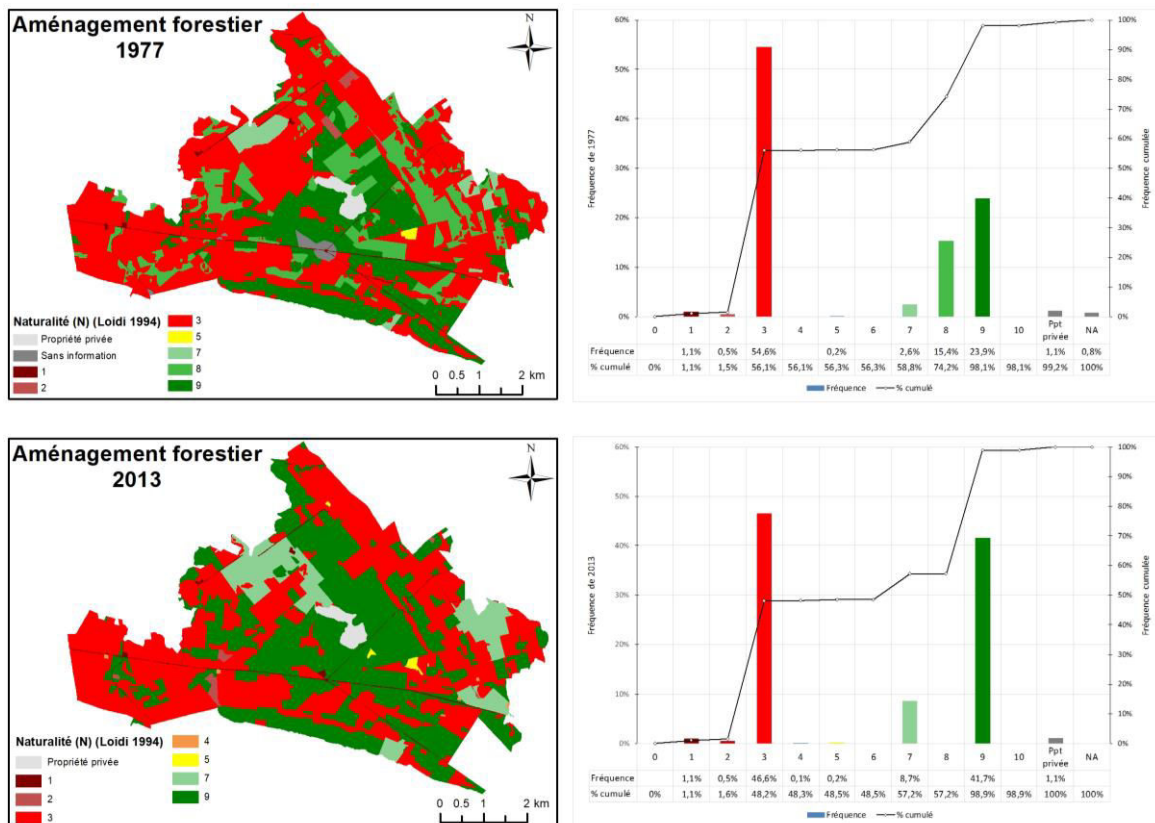 Aménagement forestier
1977
N
Naturalité (N) (Loidi 1994)
Propriété privée
Sans information
1
2
3
5
7
8
9
0 0.5 1 2 km
60%
50%
40%
30%
20%
10%
0%
Fréquence de 1977
100%
90%
80%
70%
60%
50%
40%
30%
20%
10%
0%
Fréquence cumulée
0 1 2 3 4 5 6 7 8 9 10 Ppt privée NA
Fréquence 1,1% 0,5% 54,6% 0,2% 2,6% 15,4% 23,9% 1,1% 0,8%
% cumulé 0% 1,1% 1,5% 56,1% 56,1% 56,3% 56,3% 58,8% 74,2% 98,1% 98,1% 99,2% 100%
Fréquence % cumulé
Aménagement forestier
2013
N
Naturalité (N) (Loidi 1994)
Propriété privée
1
2
3
4
5
7
9
0 0.5 1 2 km
60%
50%
40%
30%
20%
10%
0%
Fréquence de 2013
100%
90%
80%
70%
60%
50%
40%
30%
20%
10%
0%
Fréquence cumulée
0 1 2 3 4 5 6 7 8 9 10 Ppt privée NA
Fréquence 1,1% 0,5% 46,6% 0,1% 0,2% 8,7% 41,7% 1,1%
% cumulé 0% 1,1% 1,6% 48,2% 48,3% 48,5% 48,5% 57,2% 57,2% 98,9% 98,9% 100% 100%
Fréquence % cumulé